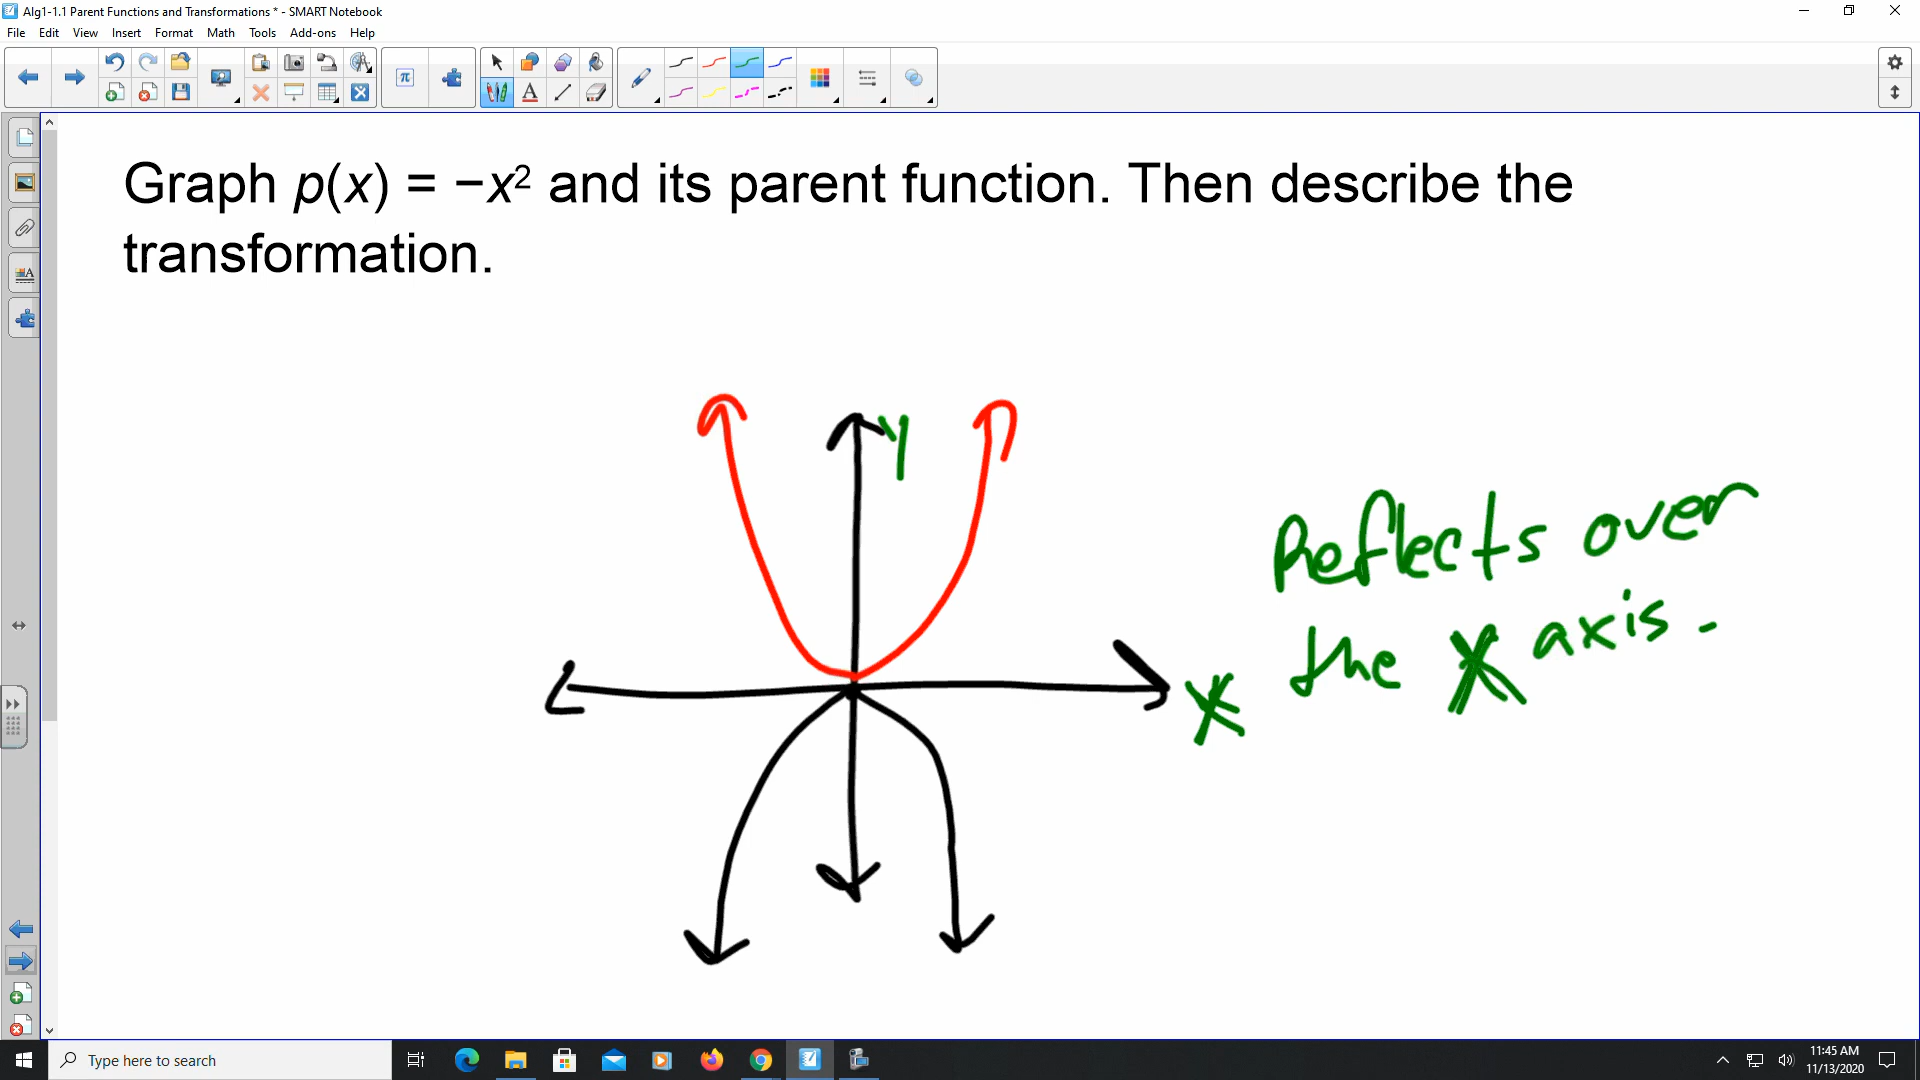 Alg1-1.1 Parent Functions and Transformations * - SMART Notebook
File Edit View Insert Format Math Tools Add-ons Help
π
A
Graph p(x) = −x² and its parent function. Then describe the
transformation.
y
Reflects over
the x axis.
x
Type here to search
11:45 AM
11/13/2020